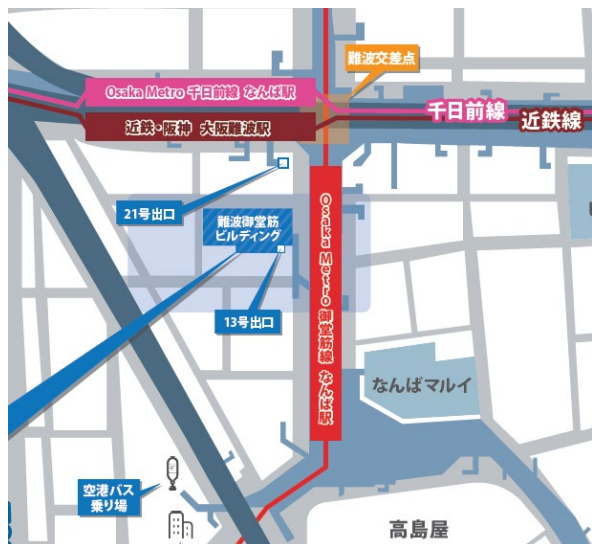 難波交差点
Osaka Metro 千日前線 なんば駅
千日前線
近鉄・阪神 大阪難波駅
近鉄線
21号出口
難波御堂筋
ビルディング
13号出口
Osaka Metro 御堂筋線 なんば駅
なんばマルイ
空港バス
乗り場
高島屋